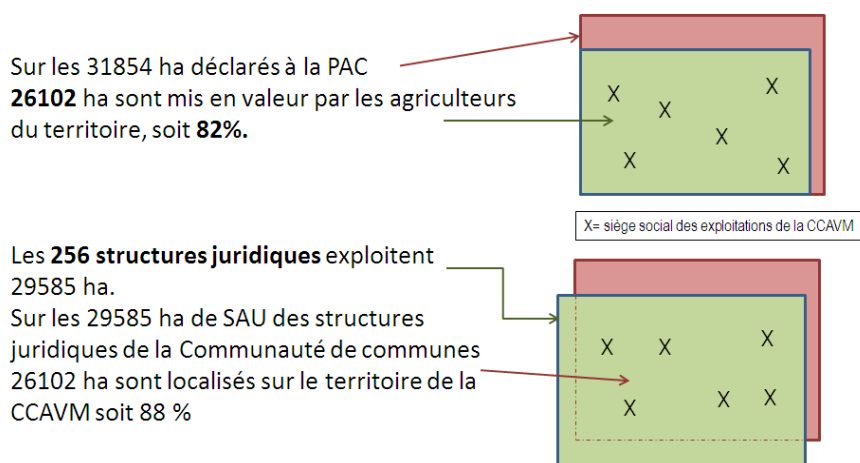 Sur les 31854 ha déclarés à la PAC
26102 ha sont mis en valeur par les agriculteurs
du territoire, soit 82%.
X X X X X X
X= siège social des exploitations de la CCAVM
Les 256 structures juridiques exploitent
29585 ha.
Sur les 29585 ha de SAU des structures
juridiques de la Communauté de communes
26102 ha sont localisés sur le territoire de la
CCAVM soit 88 %
X X X X X X